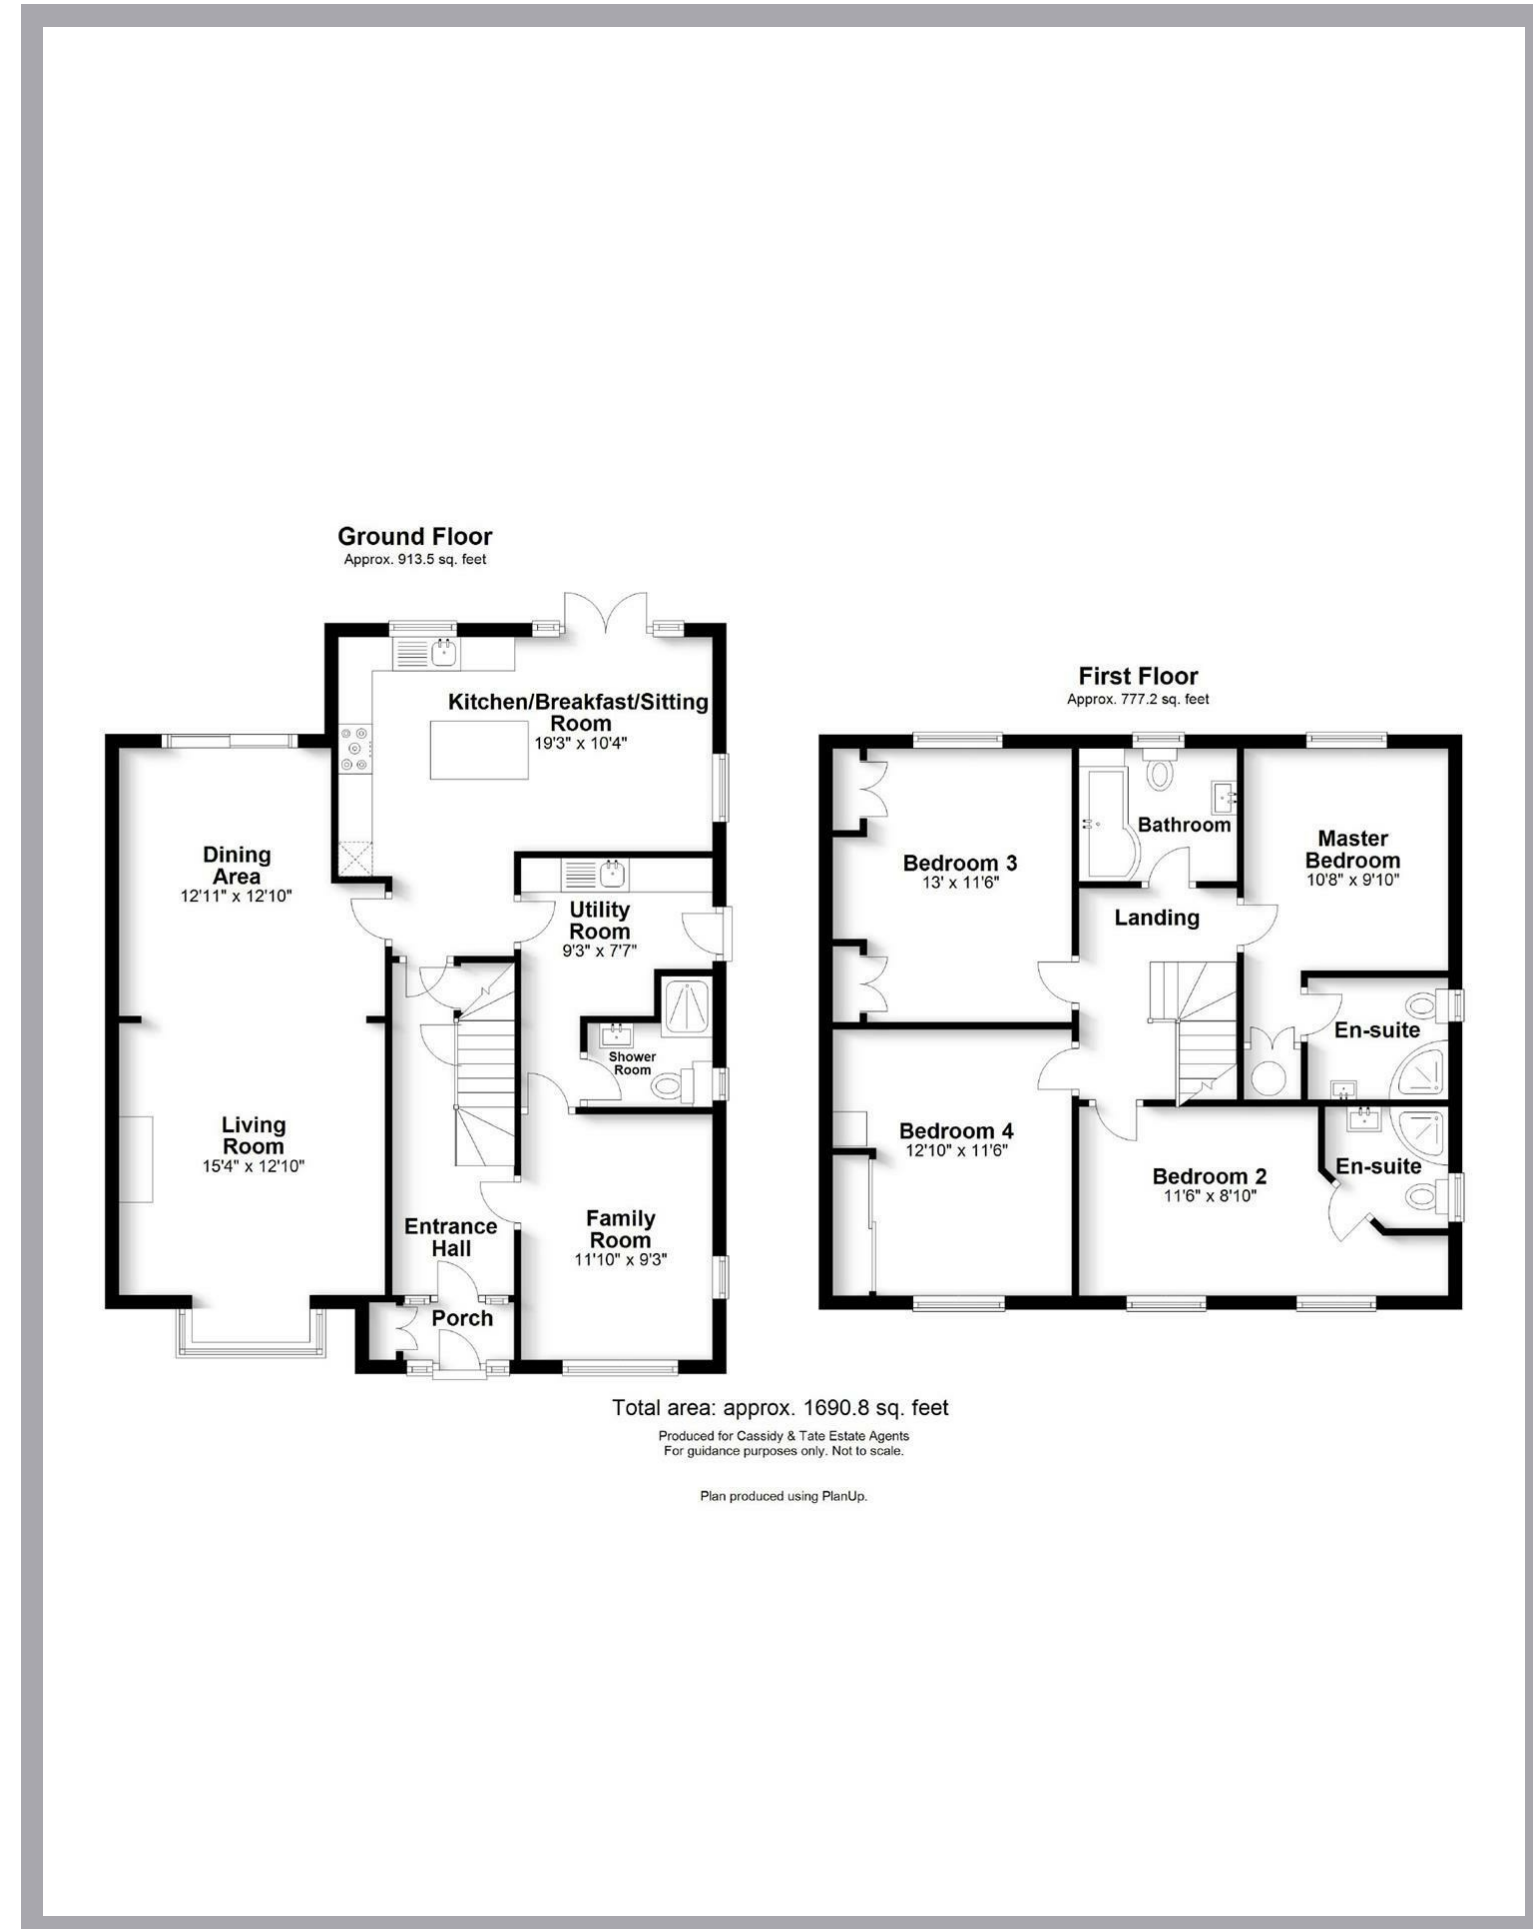 Ground Floor
Approx. 913.5 sq. feet
Kitchen/Breakfast/Sitting
Room
19'3" x 10'4"
Dining
Area
12'11" x 12'10"
Utility
Room
9'3" x 7'7"
Shower
Room
Living
Room
15'4" x 12'10"
Entrance
Hall
Family
Room
11'10" x 9'3"
Porch
First Floor
Approx. 777.2 sq. feet
Bathroom
Master
Bedroom
10'8" x 9'10"
Bedroom 3
13' x 11'6"
Landing
En-suite
Bedroom 4
12'10" x 11'6"
Bedroom 2
11'6" x 8'10"
En-suite
Total area: approx. 1690.8 sq. feet
Produced for Cassidy & Tate Estate Agents
For guidance purposes only. Not to scale.
Plan produced using PlanUp.